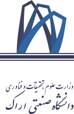 وزارت علوم تحقیقات و فناوری
دانشگاه صنعتی اراک